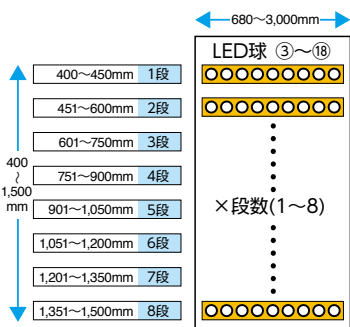 680～3,000mm
LED球 ③～⑱
400～450mm 1段
451～600mm 2段
601～750mm 3段
751～900mm 4段
901～1,050mm 5段
1,051～1,200mm 6段
1,201～1,350mm 7段
1,351～1,500mm 8段
400
～
1,500
mm
×段数(1～8)